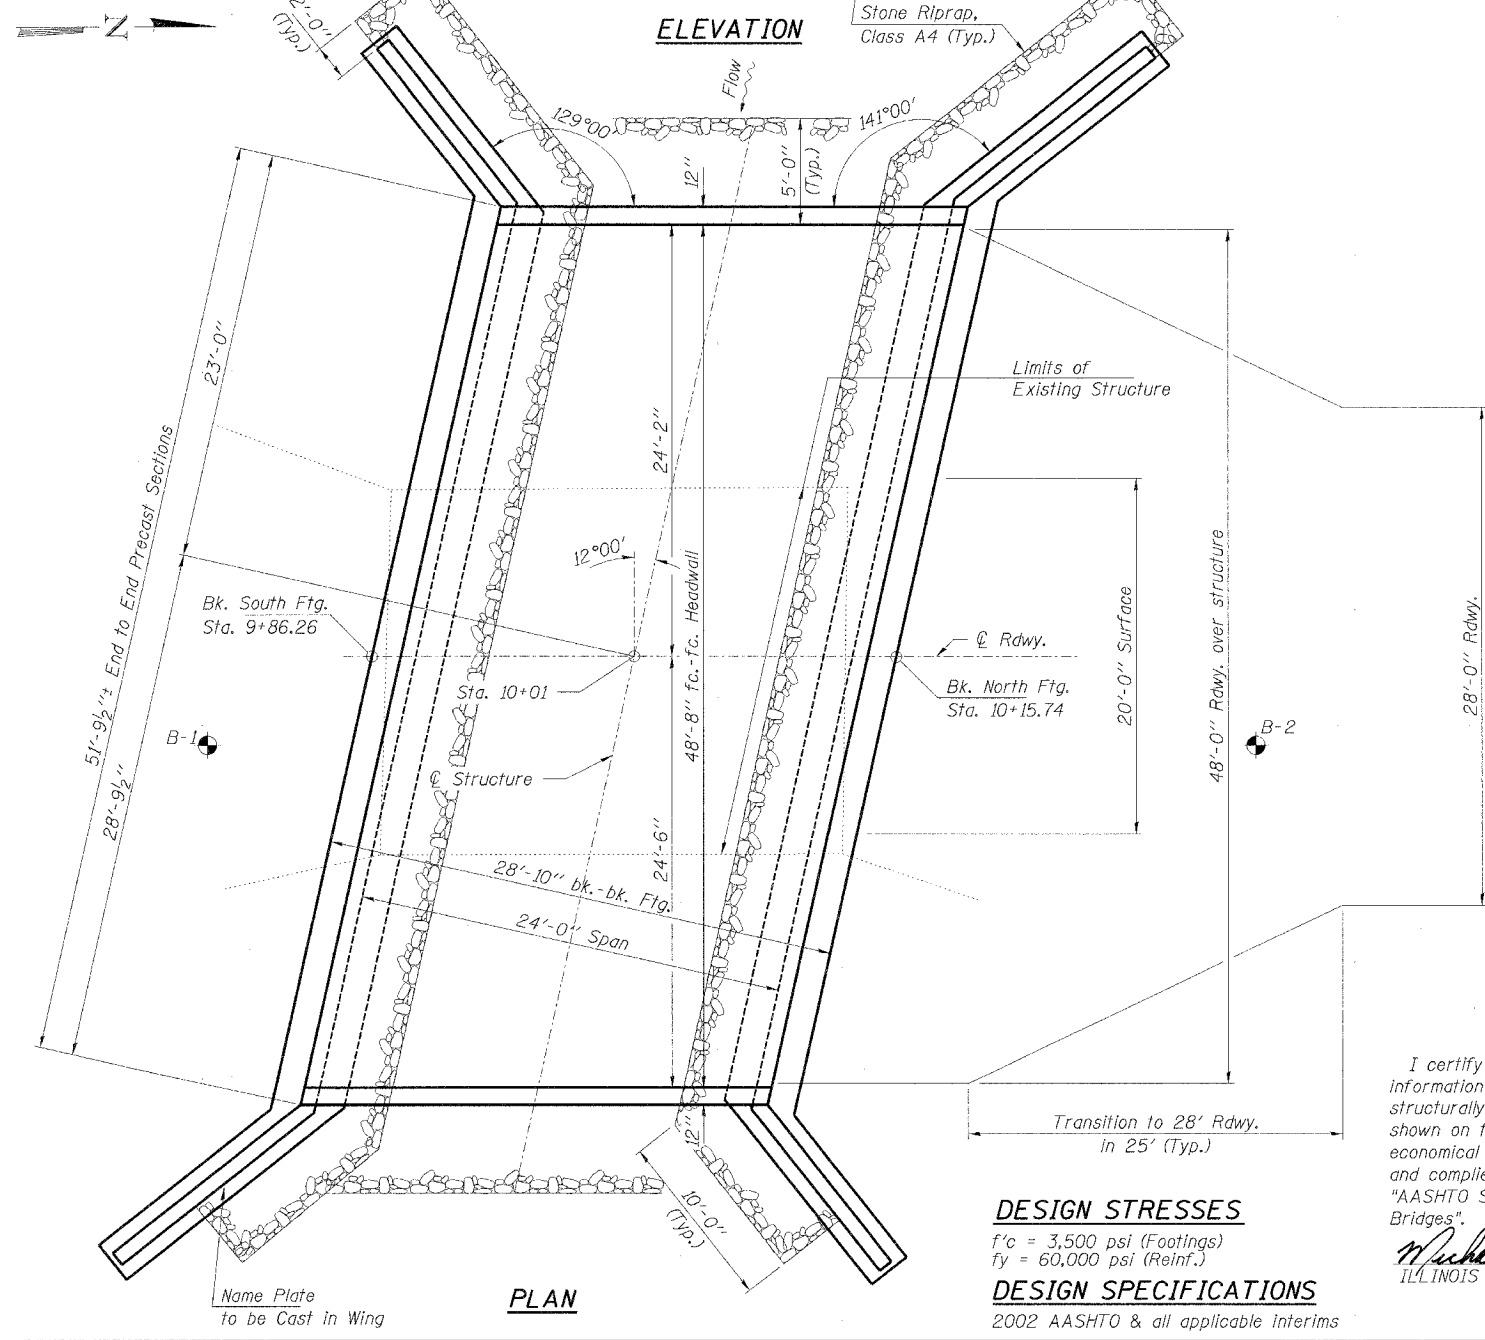 N
2'-0"
(Typ.)
ELEVATION
Stone Riprap,
Class A4 (Typ.)
Flow
129°00'
141°00'
12"
5'-0"
(Typ.)
23'-0"
51'-9½"± End to End Precast Sections
28'-9½"
24'-2"
Limits of
Existing Structure
12°00'
48'-8" fc.-fc. Headwall
Bk. South Ftg.
Sta. 9+86.26
℄ Rdwy.
Sta. 10+01
Bk. North Ftg.
Sta. 10+15.74
20'-0" Surface
48'-0" Rdwy. over structure
28'-0" Rdwy.
B-1
B-2
℄ Structure
24'-6"
28'-10" bk.-bk. Ftg.
24'-0" Span
Transition to 28' Rdwy.
in 25' (Typ.)
12"
10'-0"
(Typ.)
Name Plate
to be Cast in Wing
PLAN
DESIGN STRESSES
f'c = 3,500 psi (Footings)
fy = 60,000 psi (Reinf.)
DESIGN SPECIFICATIONS
2002 AASHTO & all applicable interims
I certify
information
structurally
shown on
economical
and
"AASHTO
Bridges".
ILLINOIS